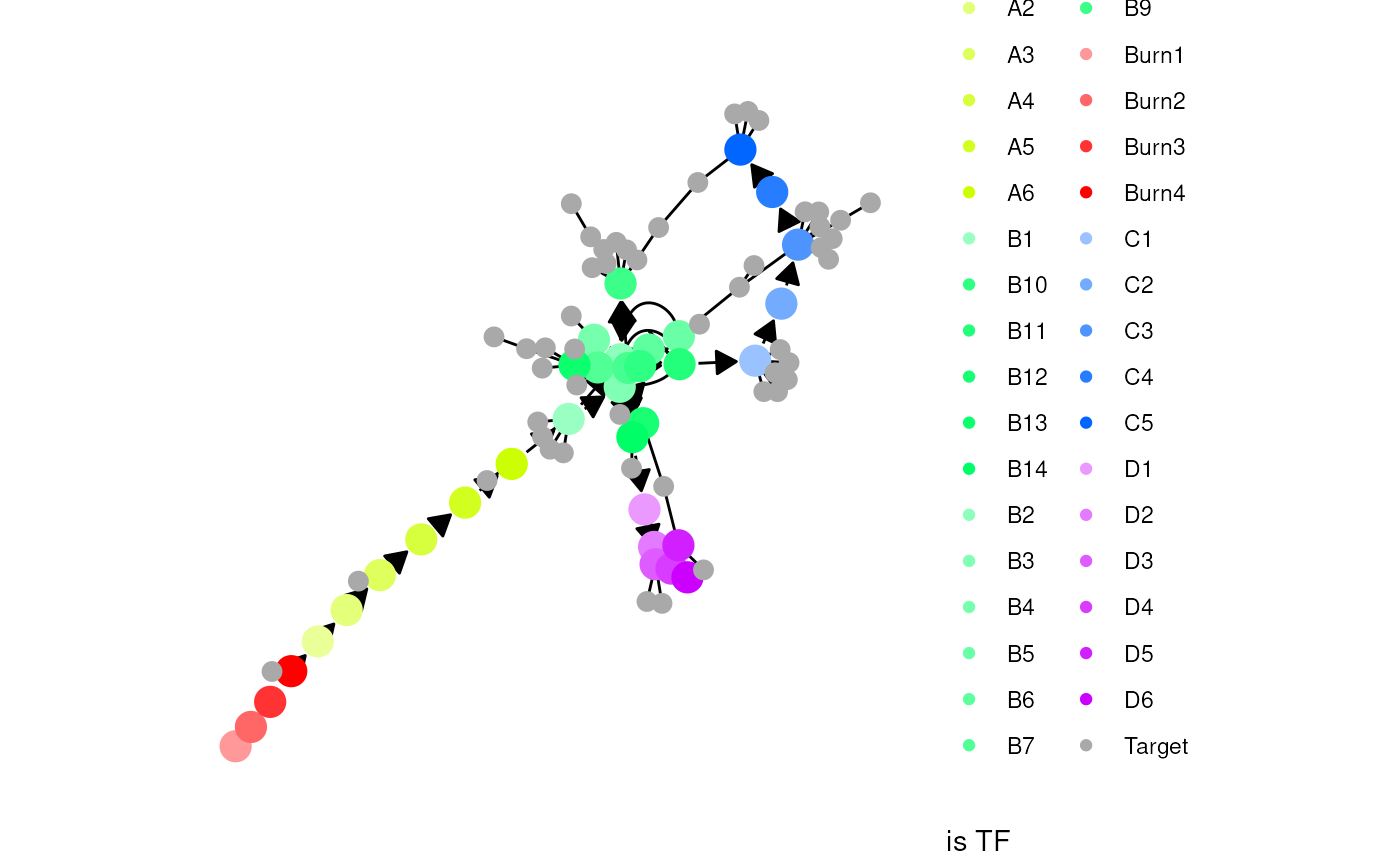 A2 B9
A3 Burn1
A4 Burn2
A5 Burn3
A6 Burn4
B1 C1
B10 C2
B11 C3
B12 C4
B13 C5
B14 D1
B2 D2
B3 D3
B4 D4
B5 D5
B6 D6
B7 Target
is TF